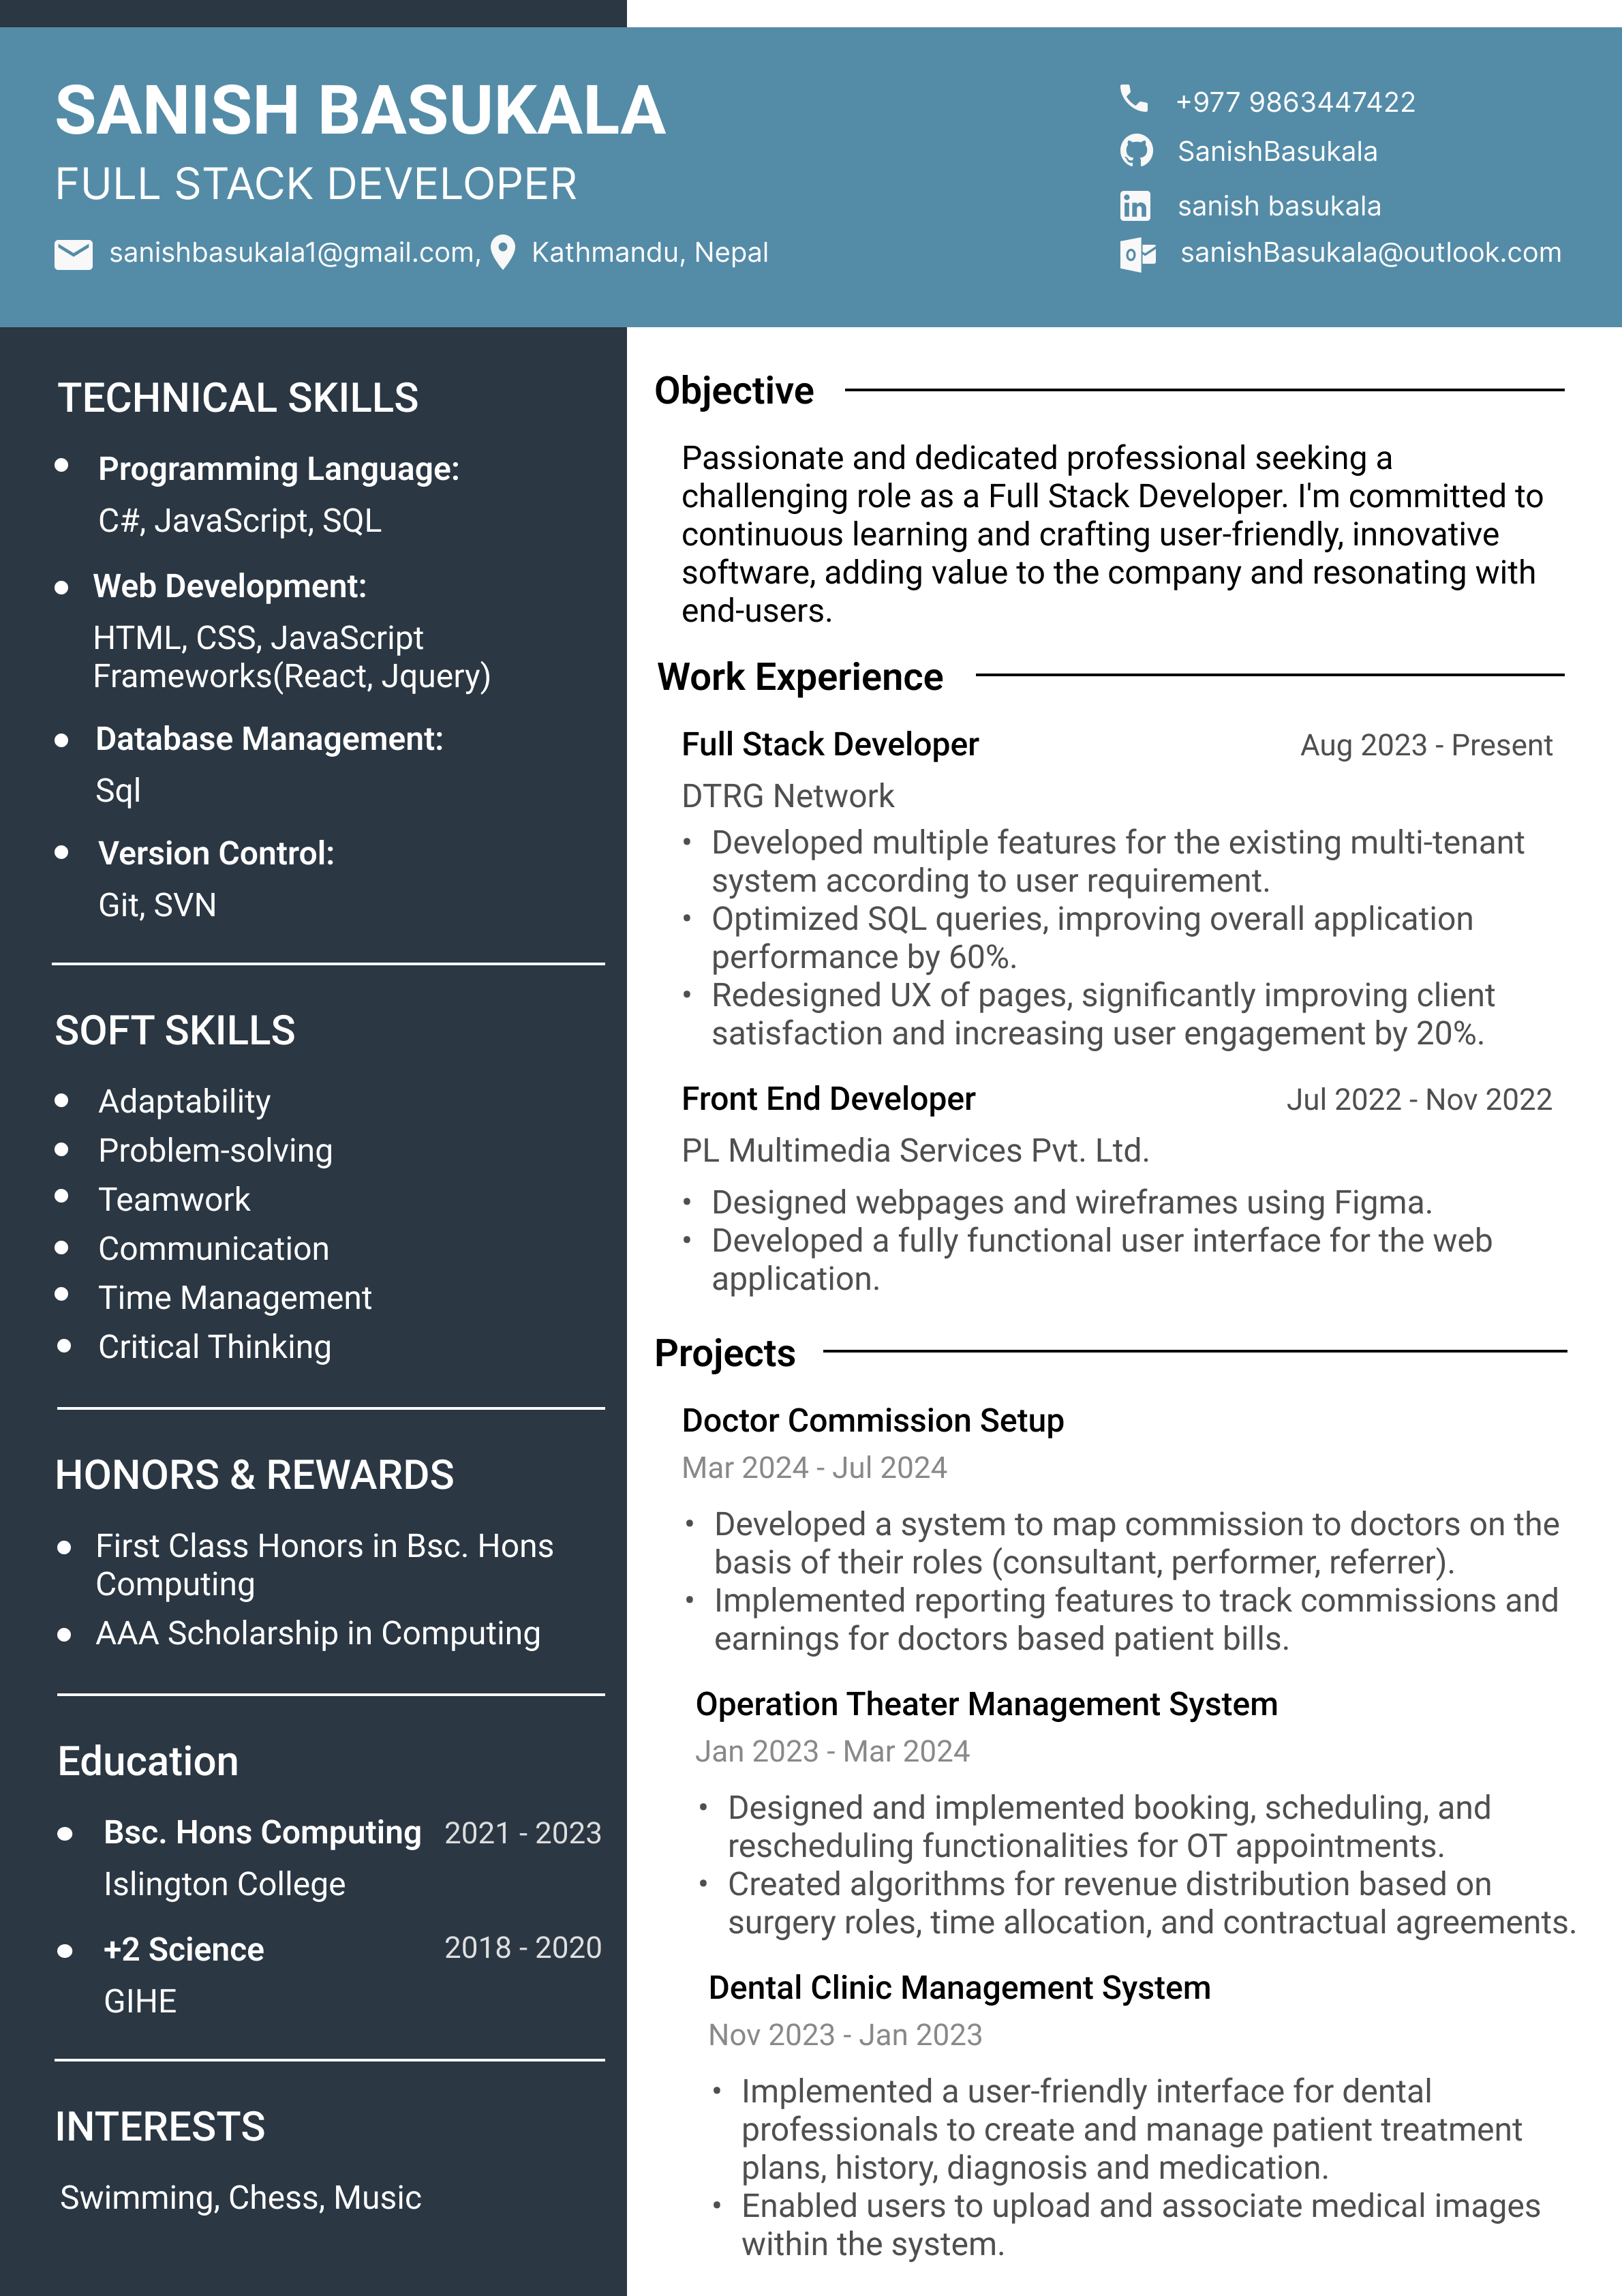 SANISH BASUKALA
FULL STACK DEVELOPER
sanishbasukala1@gmail.com, Kathmandu, Nepal
+977 9863447422
SanishBasukala
sanish basukala
sanishBasukala@outlook.com
TECHNICAL SKILLS
Programming Language:
C#, JavaScript, SQL
Web Development:
HTML, CSS, JavaScript
Frameworks(React, Jquery)
Database Management:
Sql
Version Control:
Git, SVN
SOFT SKILLS
Adaptability
Problem-solving
Teamwork
Communication
Time Management
Critical Thinking
HONORS & REWARDS
First Class Honors in Bsc. Hons
Computing
AAA Scholarship in Computing
Education
Bsc. Hons Computing 2021 - 2023
Islington College
+2 Science 2018 - 2020
GIHE
INTERESTS
Swimming, Chess, Music
Objective
Passionate and dedicated professional seeking a
challenging role as a Full Stack Developer. I'm committed to
continuous learning and crafting user-friendly, innovative
software, adding value to the company and resonating with
end-users.
Work Experience
Full Stack Developer Aug 2023 - Present
DTRG Network
• Developed multiple features for the existing multi-tenant
system according to user requirement.
• Optimized SQL queries, improving overall application
performance by 60%.
• Redesigned UX of pages, significantly improving client
satisfaction and increasing user engagement by 20%.
Front End Developer Jul 2022 - Nov 2022
PL Multimedia Services Pvt. Ltd.
• Designed webpages and wireframes using Figma.
• Developed a fully functional user interface for the web
application.
Projects
Doctor Commission Setup
Mar 2024 - Jul 2024
• Developed a system to map commission to doctors on the
basis of their roles (consultant, performer, referrer).
• Implemented reporting features to track commissions and
earnings for doctors based patient bills.
Operation Theater Management System
Jan 2023 - Mar 2024
• Designed and implemented booking, scheduling, and
rescheduling functionalities for OT appointments.
• Created algorithms for revenue distribution based on
surgery roles, time allocation, and contractual agreements.
Dental Clinic Management System
Nov 2023 - Jan 2023
• Implemented a user-friendly interface for dental
professionals to create and manage patient treatment
plans, history, diagnosis and medication.
• Enabled users to upload and associate medical images
within the system.